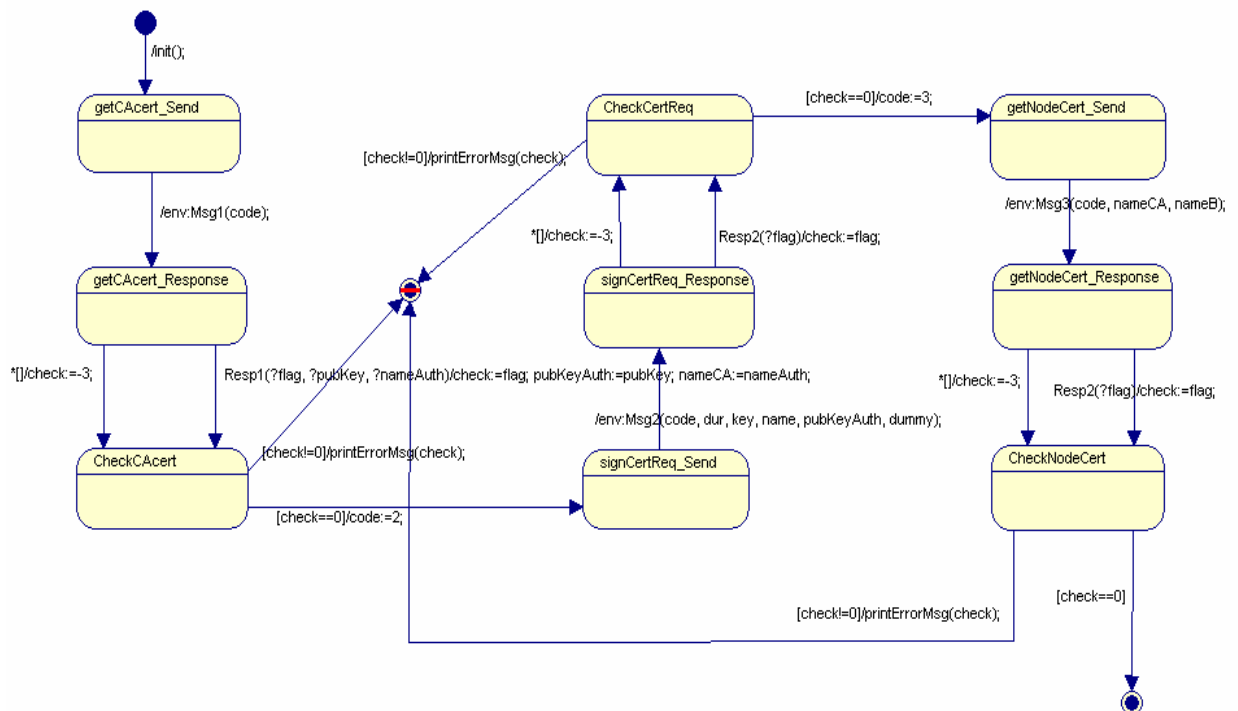 /init();
getCAcert_Send
CheckCertReq
[check==0]/code:=3;
getNodeCert_Send
[check!=0]/printErrorMsg(check);
/env:Msg1(code);
/env:Msg3(code, nameCA, nameB);
*[]/check:=-3;
Resp2(?flag)/check:=flag;
getCAcert_Response
signCertReq_Response
getNodeCert_Response
*[]/check:=-3;
Resp1(?flag, ?pubKey, ?nameAuth)/check:=flag; pubKeyAuth:=pubKey; nameCA:=nameAuth;
*[]/check:=-3;
Resp2(?flag)/check:=flag;
/env:Msg2(code, dur, key, name, pubKeyAuth, dummy);
CheckCAcert
[check!=0]/printErrorMsg(check);
signCertReq_Send
CheckNodeCert
[check==0]/code:=2;
[check!=0]/printErrorMsg(check);
[check==0]